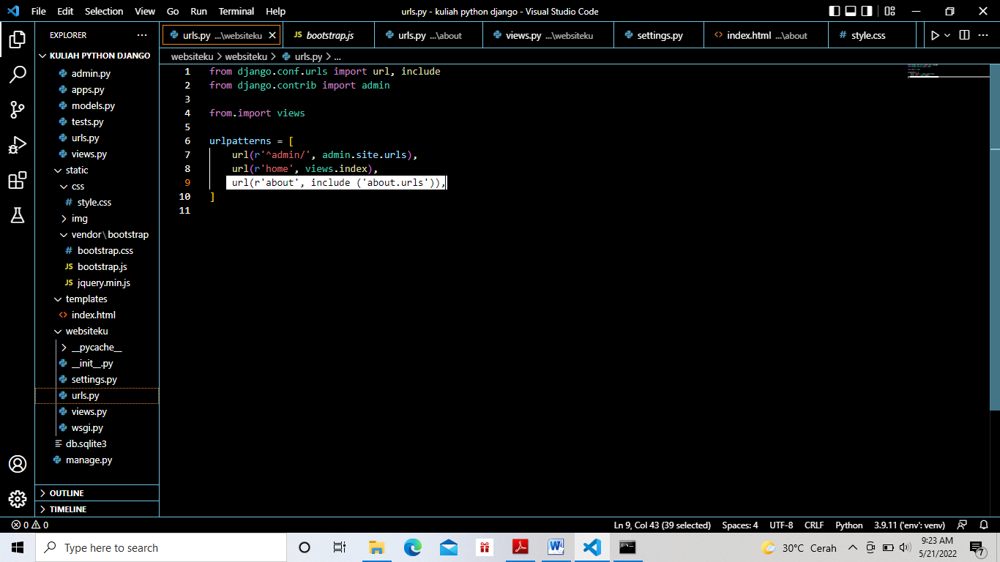 File Edit Selection View Go Run Terminal Help urls.py - kuliah python django - Visual Studio Code
EXPLORER ...
urls.py ...\websiteku JS bootstrap.js urls.py ...\about views.py ...\websiteku settings.py index.html ...\about style.css
websiteku > websiteku > urls.py > ...
KULIAH PYTHON DJANGO
admin.py
apps.py
models.py
tests.py
urls.py
views.py
static
css
# style.css
img
vendor\bootstrap
# bootstrap.css
JS bootstrap.js
JS jquery.min.js
templates
<> index.html
websiteku
__pycache__
__init__.py
settings.py
urls.py
views.py
wsgi.py
db.sqlite3
manage.py
OUTLINE
TIMELINE
1 from django.conf.urls import url, include
2 from django.contrib import admin
3
4 from.import views
5
6 urlpatterns = [
7 url(r'^admin/', admin.site.urls),
8 url(r'home', views.index),
9 url(r'about', include ('about.urls')),
10 ]
11
0 0 Ln 9, Col 43 (39 selected) Spaces: 4 UTF-8 CRLF Python 3.9.11 ('env': venv)
Type here to search 30°C Cerah 9:23 AM
5/21/2022 7